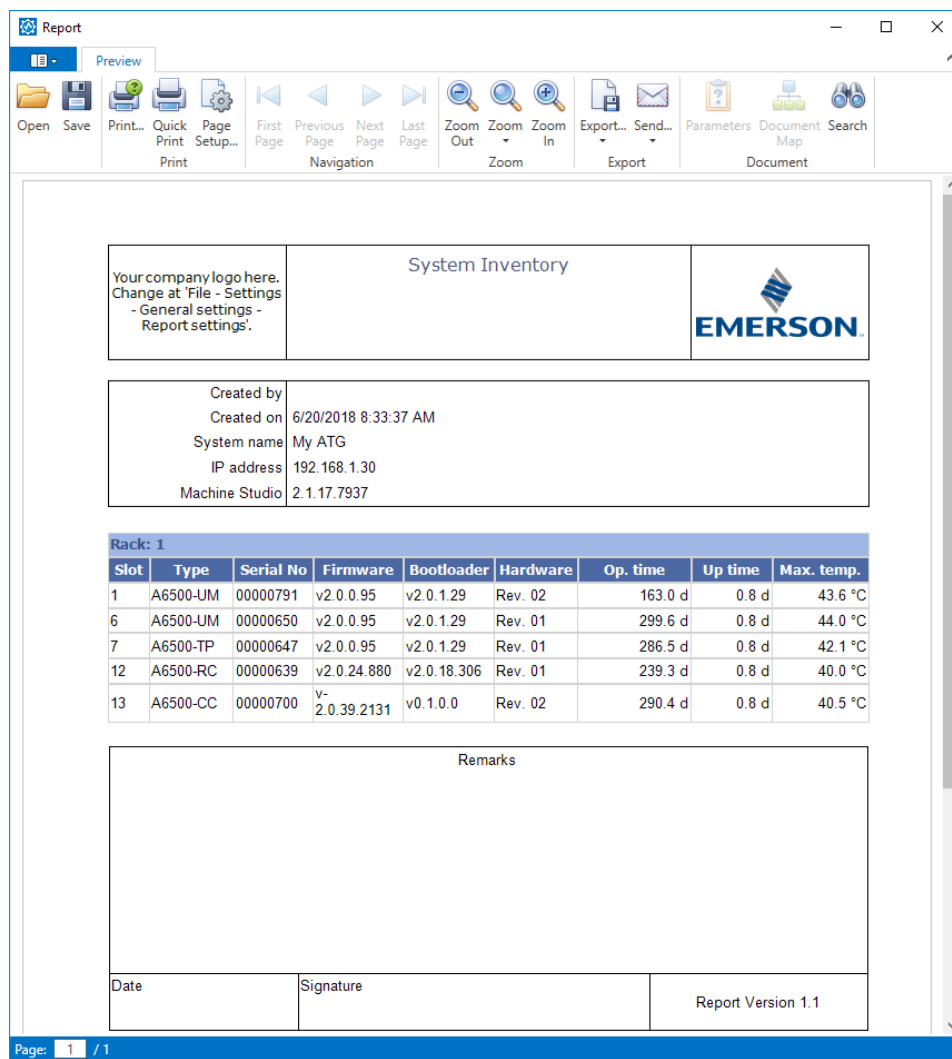 Report
Preview
Open Save Print... Quick Print Page Setup... First Page Previous Page Next Page Last Page Zoom Out Zoom Zoom In Export... Send... Parameters Document Map Search
Print Navigation Zoom Export Document
Your company logo here.
Change at 'File - Settings
- General settings -
Report settings'.
System Inventory
EMERSON
Created by
Created on 6/20/2018 8:33:37 AM
System name My ATG
IP address 192.168.1.30
Machine Studio 2.1.17.7937
Rack: 1
Slot Type Serial No Firmware Bootloader Hardware Op. time Up time Max. temp.
1 A6500-UM 00000791 v2.0.0.95 v2.0.1.29 Rev. 02 163.0 d 0.8 d 43.6 °C
6 A6500-UM 00000650 v2.0.0.95 v2.0.1.29 Rev. 01 299.6 d 0.8 d 44.0 °C
7 A6500-TP 00000647 v2.0.0.95 v2.0.1.29 Rev. 01 286.5 d 0.8 d 42.1 °C
12 A6500-RC 00000639 v2.0.24.880 v2.0.18.306 Rev. 01 239.3 d 0.8 d 40.0 °C
13 A6500-CC 00000700 v-2.0.39.2131 v0.1.0.0 Rev. 02 290.4 d 0.8 d 40.5 °C
Remarks
Date Signature Report Version 1.1
Page: 1 / 1